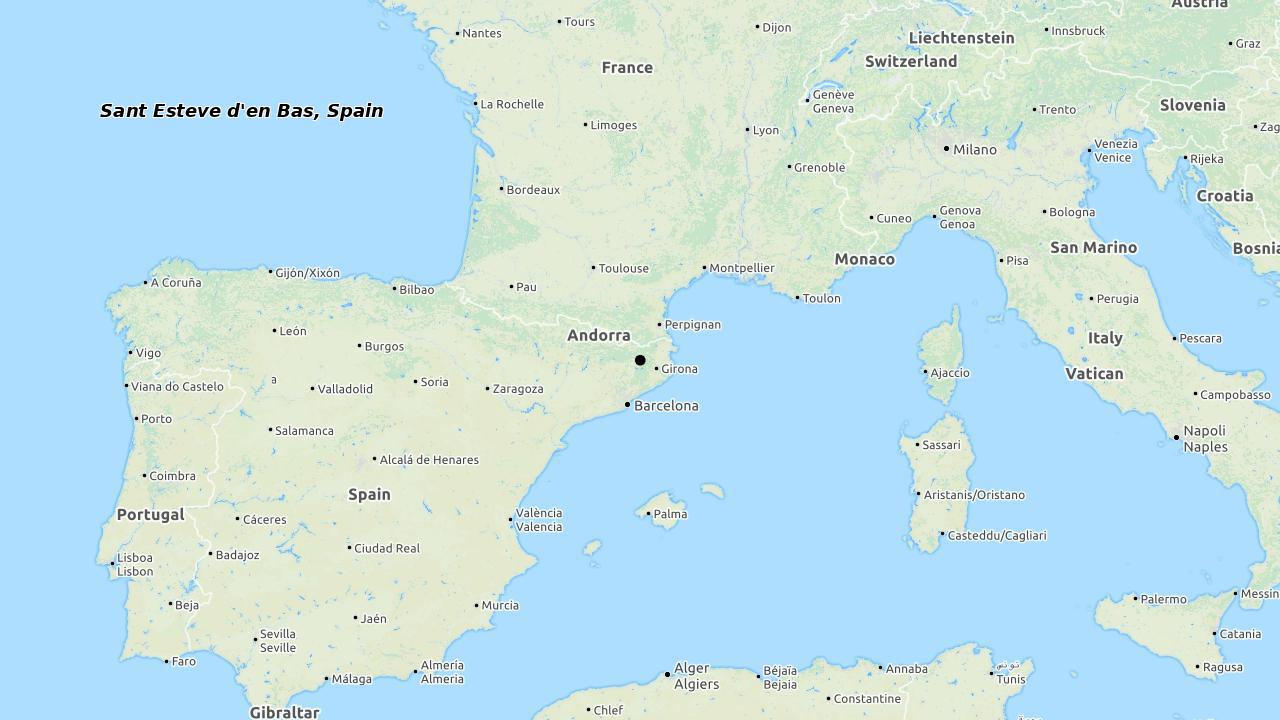 Austria
Tours
Dijon
Nantes
Innsbruck
Liechtenstein
Graz
France
Switzerland
Genève
Geneva
La Rochelle
Sant Esteve d'en Bas, Spain
Trento
Slovenia
Limoges
Lyon
Zag
Milano
Venezia
Venice
Rijeka
Grenoble
Bordeaux
Croatia
Cuneo
Genova
Genoa
Bologna
San Marino
Bosnia
Monaco
Pisa
Toulouse
Montpellier
Gijón/Xixón
A Coruña
Bilbao
Pau
Toulon
Perugia
Perpignan
León
Andorra
Italy
Pescara
Burgos
Vigo
Girona
Ajaccio
Vatican
a
Viana do Castelo
Valladolid
Soria
Zaragoza
Campobasso
Barcelona
Porto
Salamanca
Napoli
Naples
Sassari
Alcalá de Henares
Coimbra
Spain
Aristanis/Oristano
Portugal
Cáceres
València
Valencia
Palma
Casteddu/Cagliari
Lisboa
Lisbon
Badajoz
Ciudad Real
Messin
Palermo
Beja
Murcia
Jaén
Sevilla
Seville
Catania
Faro
Almería
Almeria
Málaga
Alger
Algiers
Béjaïa
Bejaia
Annaba
Tunis
Ragusa
Constantine
Chlef
Gibraltar